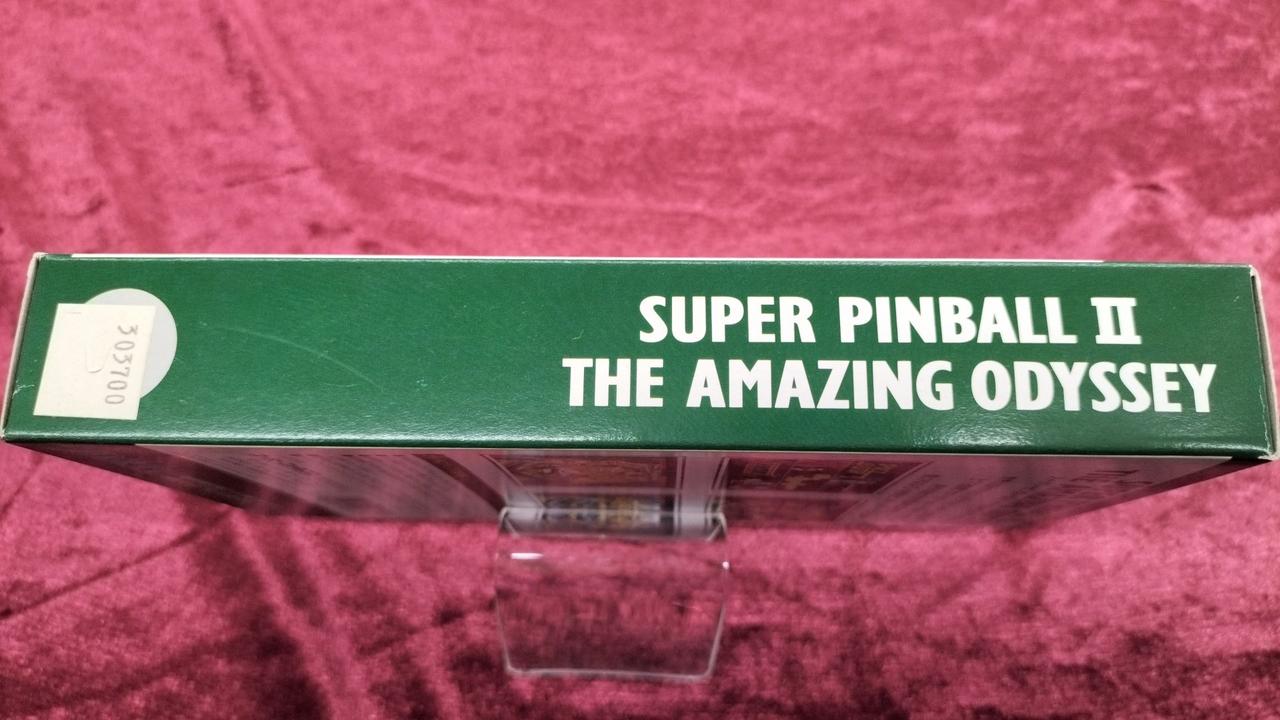 SUPER PINBALL II
THE AMAZING ODYSSEY
303700